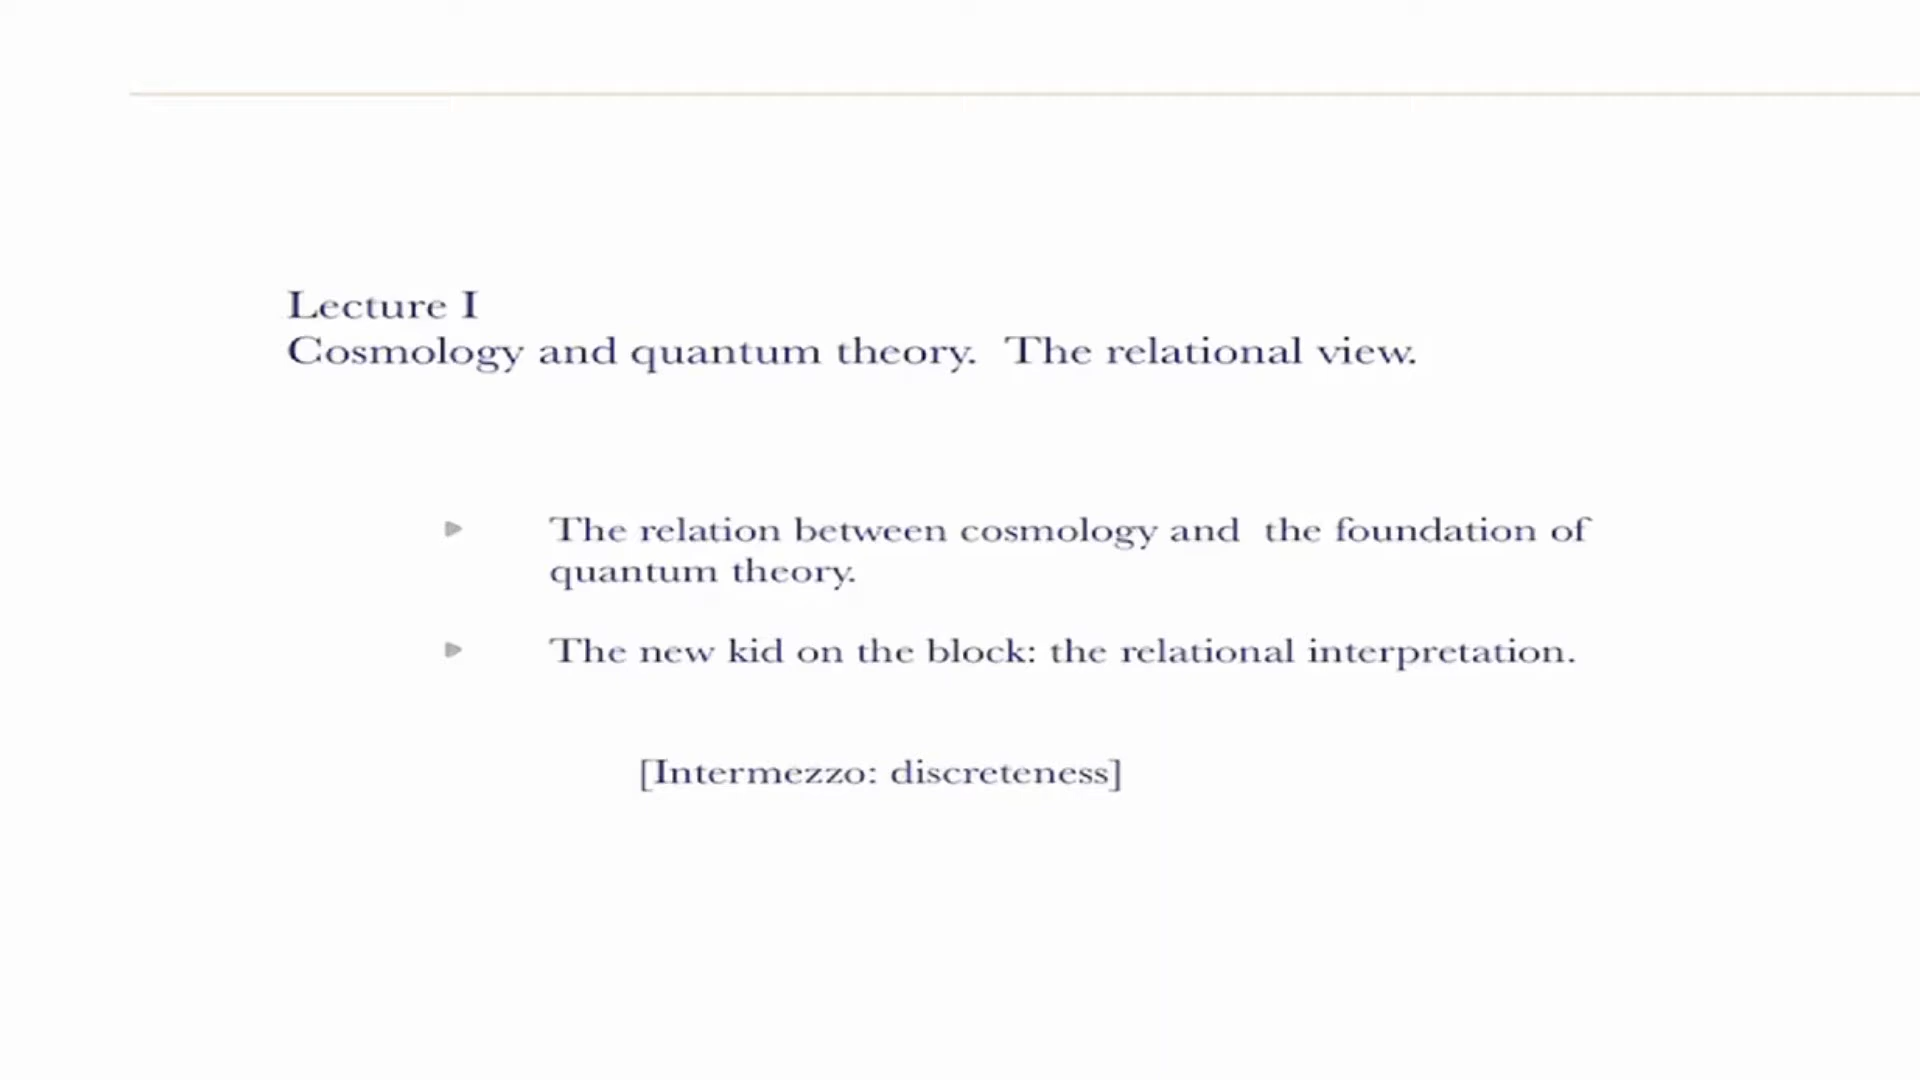 Lecture I
Cosmology and quantum theory.  The relational view.
The relation between cosmology and  the foundation of
quantum theory.
The new kid on the block: the relational interpretation.
[Intermezzo: discreteness]